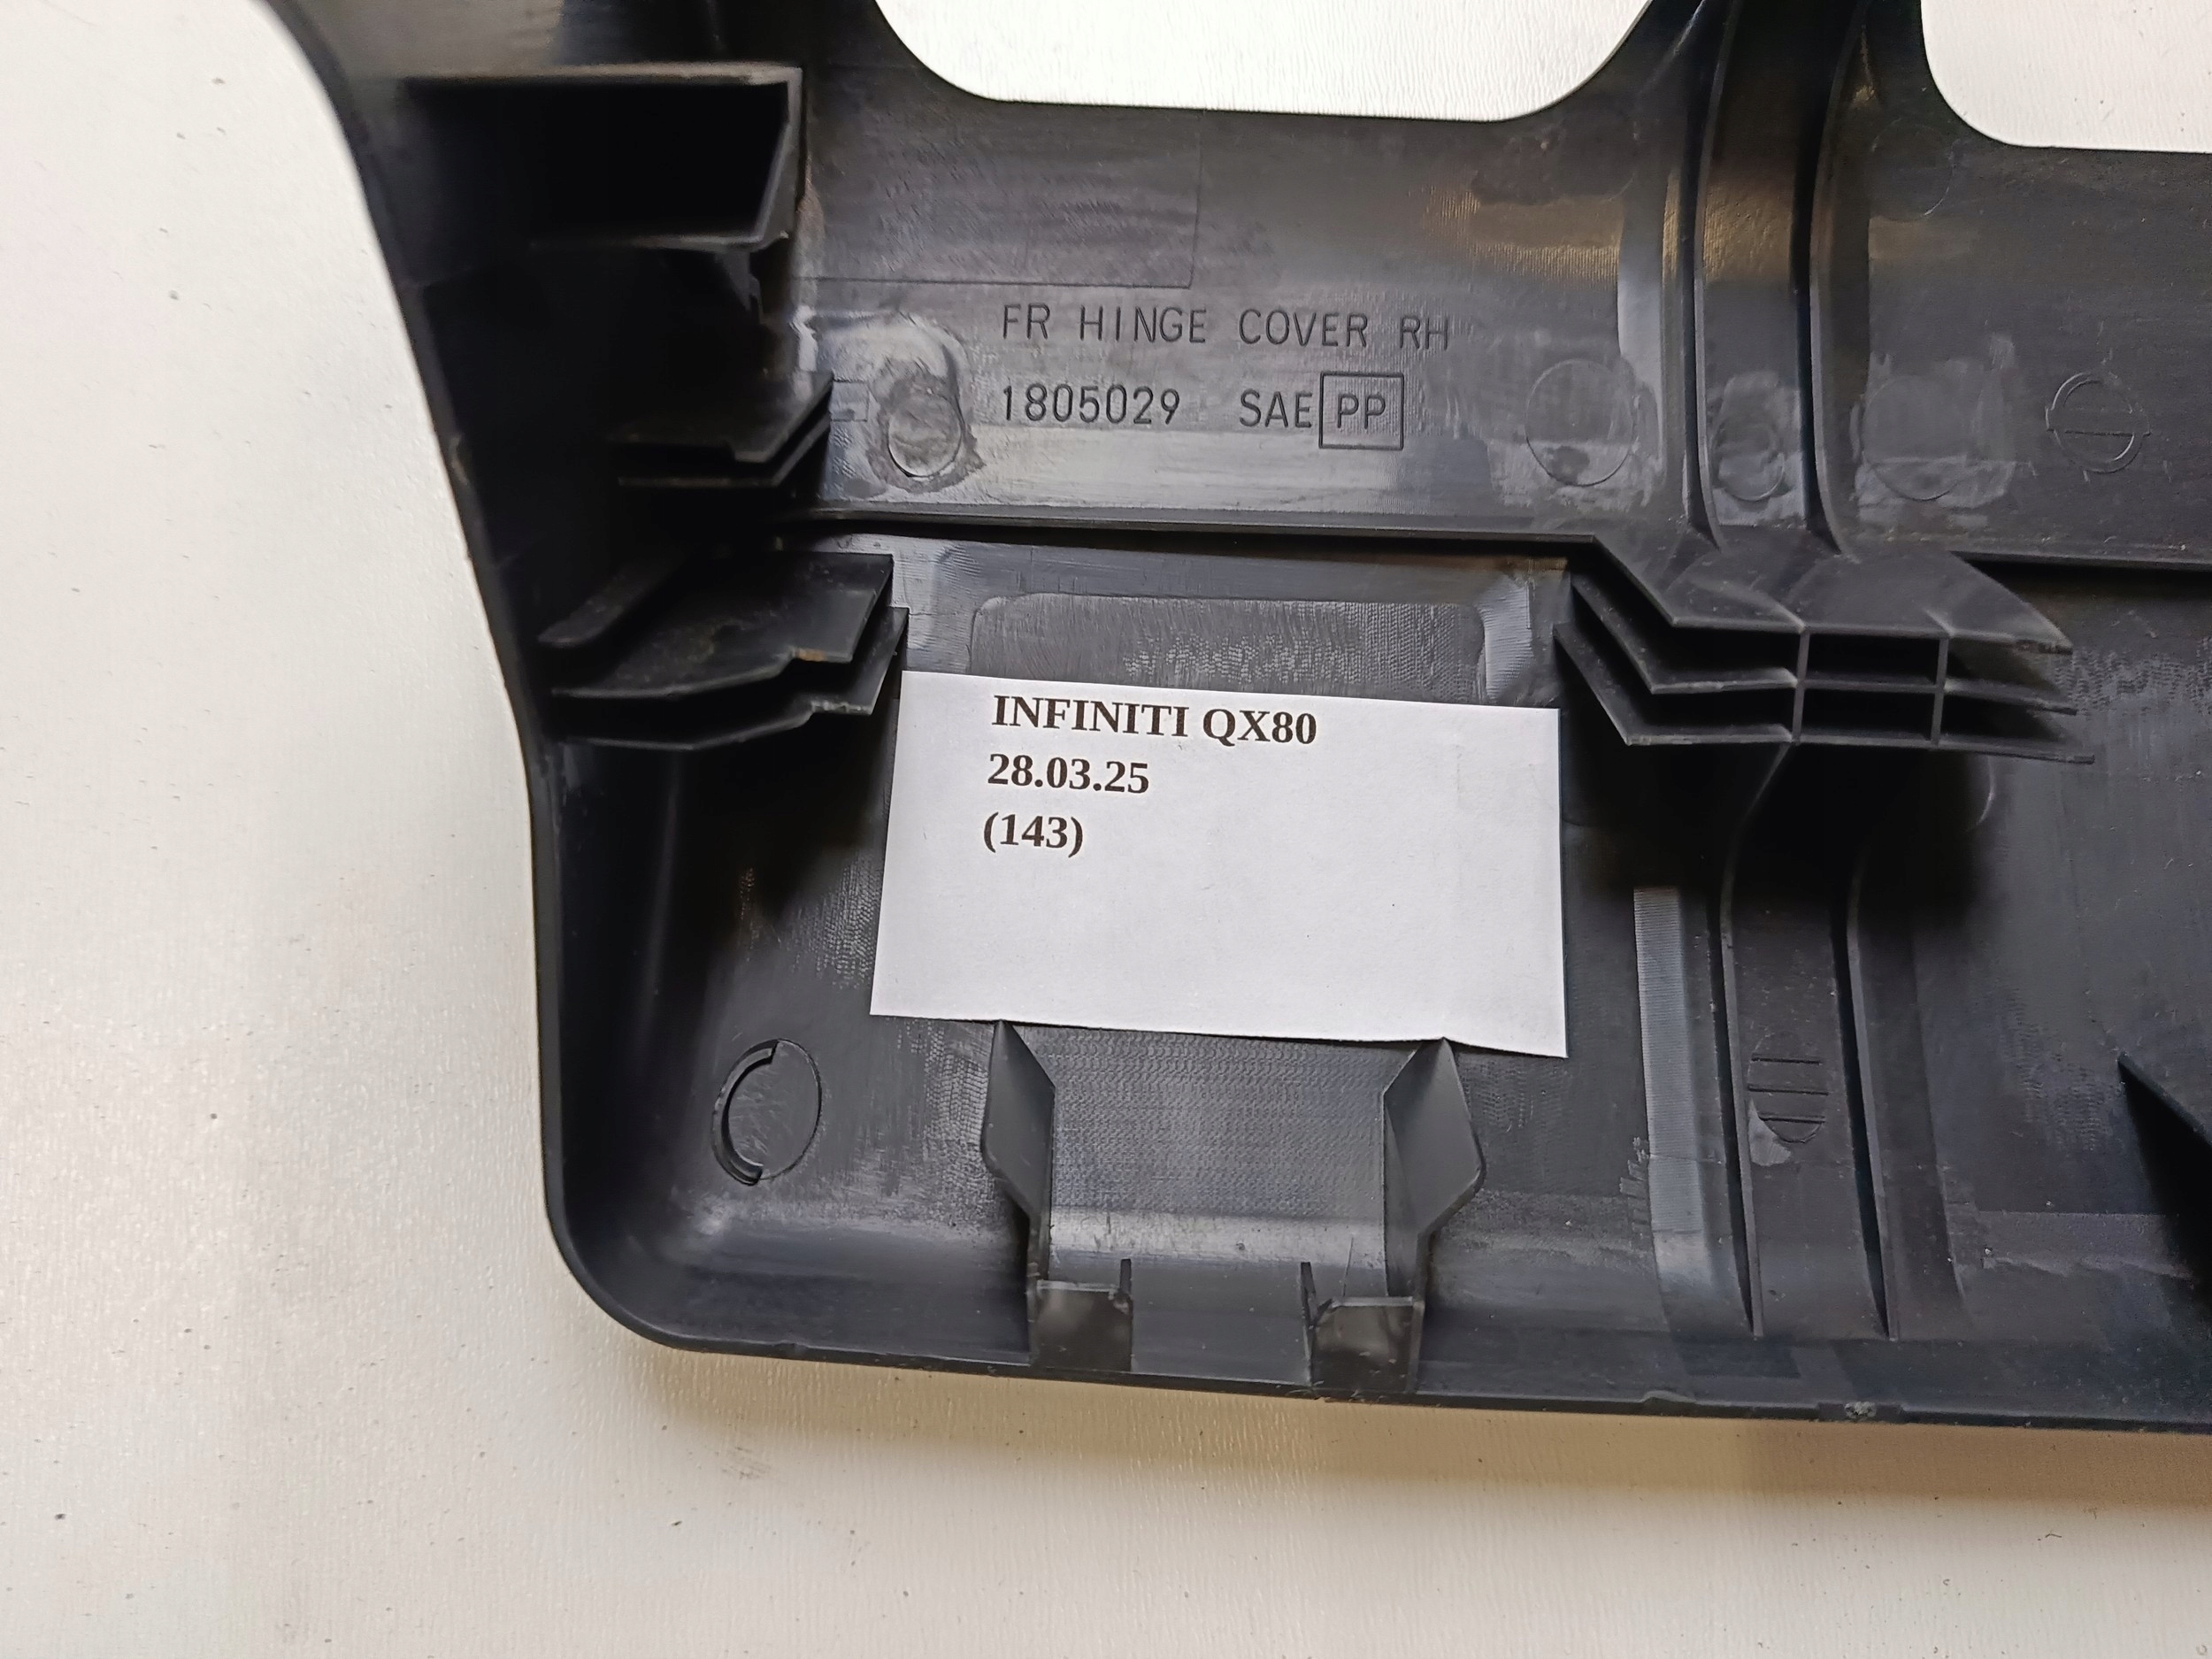 FR HINGE COVER RH
1805029 SAE PP
INFINITI QX80
28.03.25
(143)